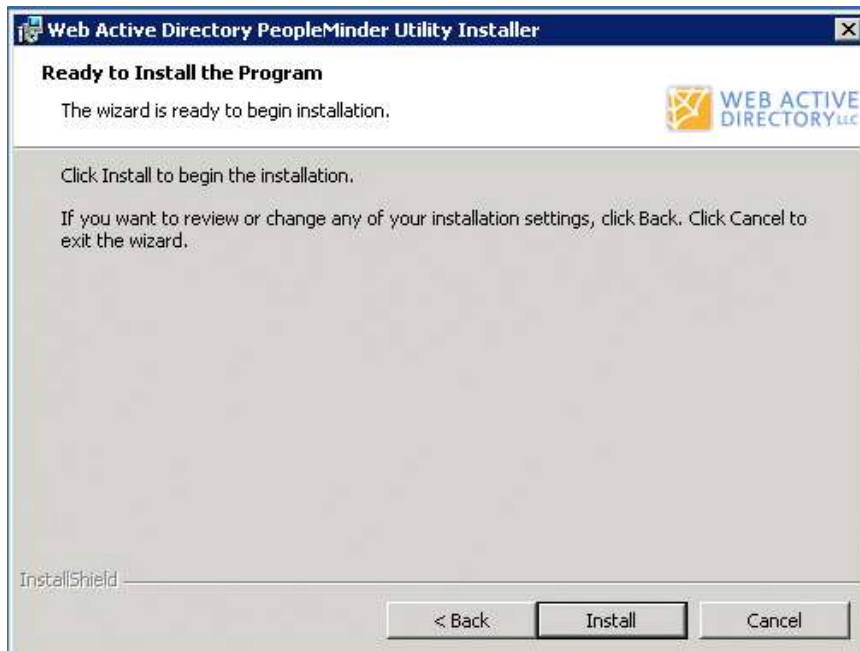 Web Active Directory PeopleMinder Utility Installer
Ready to Install the Program
The wizard is ready to begin installation.
WEB ACTIVE
DIRECTORY LLC
Click Install to begin the installation.
If you want to review or change any of your installation settings, click Back. Click Cancel to
exit the wizard.
InstallShield
< Back
Install
Cancel